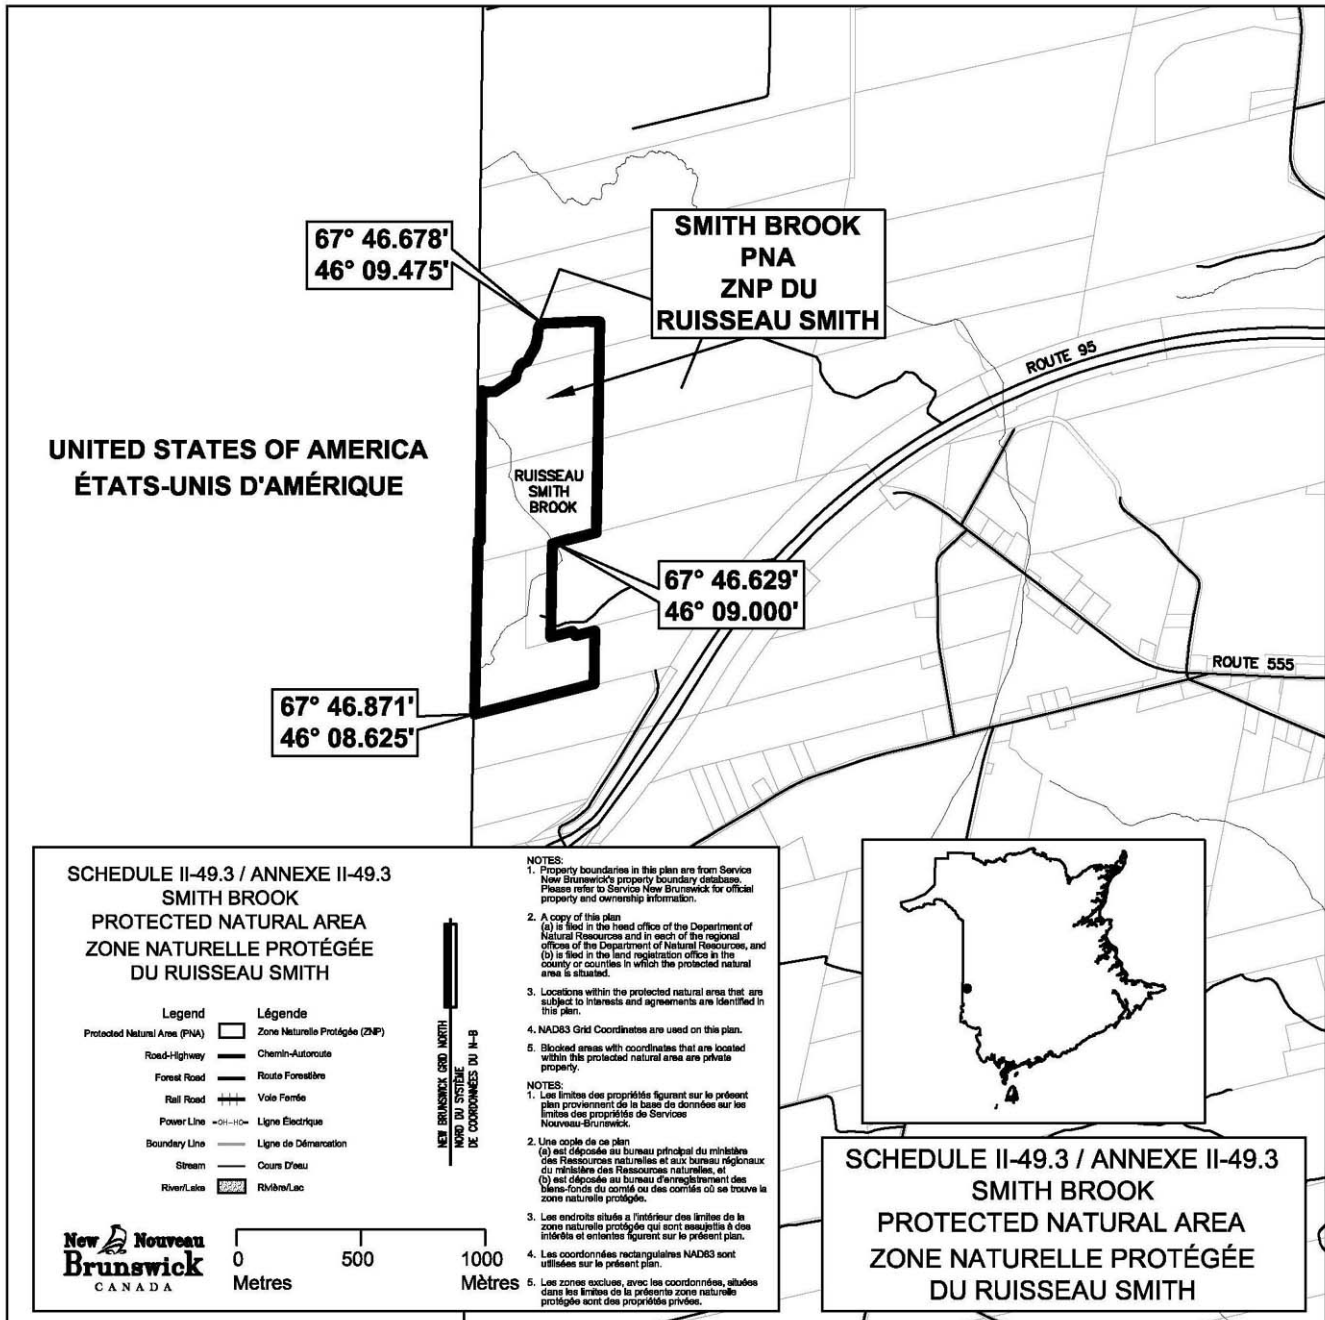 67° 46.678'
46° 09.475'
SMITH BROOK
PNA
ZNP DU
RUISSEAU SMITH
ROUTE 95
UNITED STATES OF AMERICA
ÉTATS-UNIS D'AMÉRIQUE
RUISSEAU
SMITH
BROOK
67° 46.629'
46° 09.000'
ROUTE 555
67° 46.871'
46° 08.625'
SCHEDULE II-49.3 / ANNEXE II-49.3
SMITH BROOK
PROTECTED NATURAL AREA
ZONE NATURELLE PROTÉGÉE
DU RUISSEAU SMITH
Legend Légende
Protected Natural Area (PNA) Zone Naturelle Protégée (ZNP)
Road-Highway Chemin-Autoroute
Forest Road Route Forestière
Rail Road Voie Ferrée
Power Line -OH-HO- Ligne Électrique
Boundary Line Ligne de Démarcation
Stream Cours D'eau
River/Lake Rivière/Lac
NEW BRUNSWICK GRID NORTH
NORD DU SYSTÈME
DE COORDONNÉES DU N-B
New Nouveau
Brunswick
CANADA
0 500 1000
Metres Mètres
NOTES:
1. Property boundaries in this plan are from Service
New Brunswick's property boundary database.
Please refer to Service New Brunswick for official
property and ownership information.
2. A copy of this plan
(a) is filed in the head office of the Department of
Natural Resources and in each of the regional
offices of the Department of Natural Resources, and
(b) is filed in the land registration office in the
county or counties in which the protected natural
area is situated.
3. Locations within the protected natural area that are
subject to interests and agreements are identified in
this plan.
4. NAD83 Grid Coordinates are used on this plan.
5. Blocked areas with coordinates that are located
within this protected natural area are private
property.
NOTES:
1. Les limites des propriétés figurant sur le présent
plan proviennent de la base de données sur les
limites des propriétés de Services
Nouveau-Brunswick.
2. Une copie de ce plan
(a) est déposée au bureau principal du ministère
des Ressources naturelles et aux bureau régionaux
du ministère des Ressources naturelles, et
(b) est déposée au bureau d'enregistrement des
biens-fonds du comté ou des comtés où se trouve la
zone naturelle protégée.
3. Les endroits située a l'intérieur des limites de la
zone naturelle protégée qui sont assujettis à des
intérêts et ententes figurent sur le présent plan.
4. Les coordonnées rectangulaires NAD83 sont
utilisées sur le présent plan.
5. Les zones exclues, avec les coordonnées, situées
dans les limites de la présente zone naturelle
protégée sont des propriétés privées.
SCHEDULE II-49.3 / ANNEXE II-49.3
SMITH BROOK
PROTECTED NATURAL AREA
ZONE NATURELLE PROTÉGÉE
DU RUISSEAU SMITH